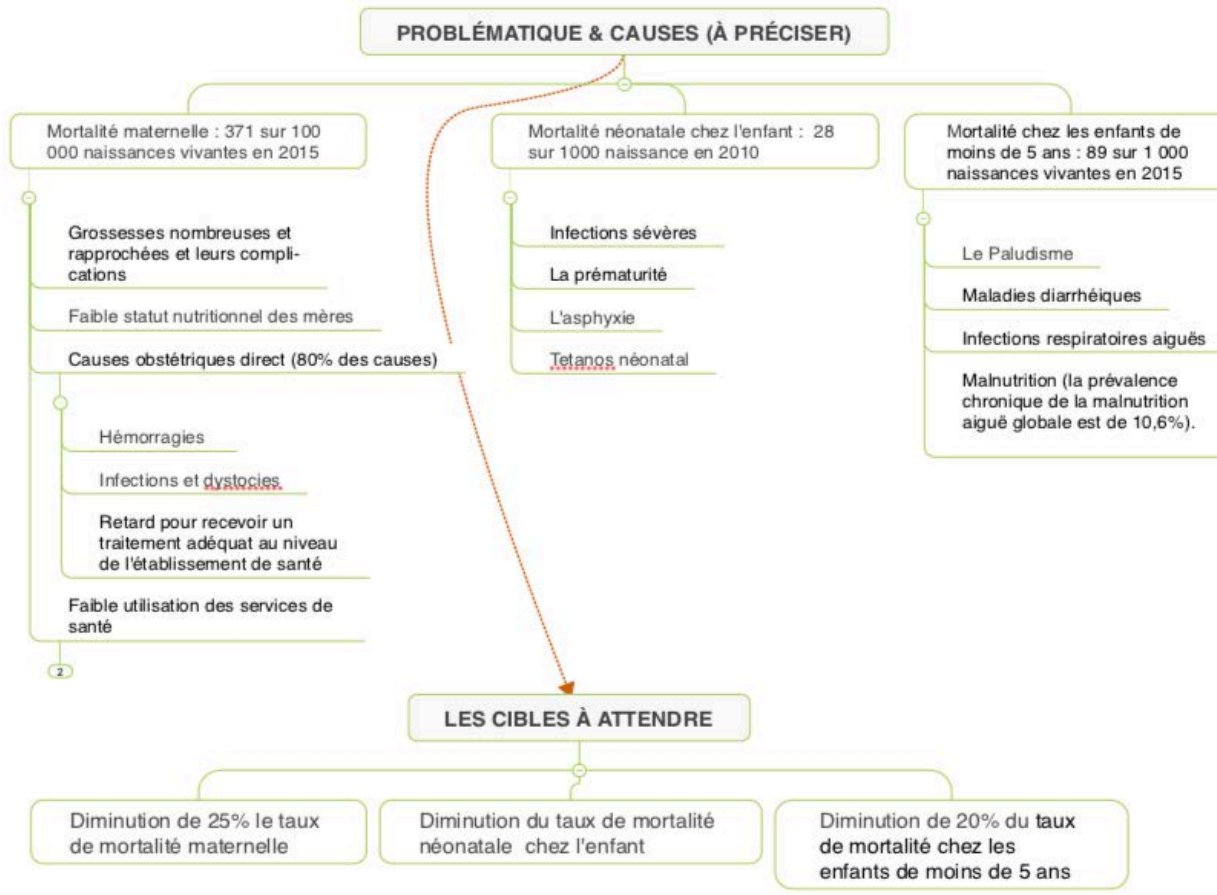 PROBLÉMATIQUE & CAUSES (À PRÉCISER)
Mortalité maternelle : 371 sur 100
000 naissances vivantes en 2015
Grossesses nombreuses et
rapprochées et leurs compli-
cations
Faible statut nutritionnel des mères
Causes obstétriques direct (80% des causes)
Hémorragies
Infections et dystocies
Retard pour recevoir un
traitement adéquat au niveau
de l'établissement de santé
Faible utilisation des services de
santé
2
Mortalité néonatale chez l'enfant : 28
sur 1000 naissance en 2010
Infections sévères
La prématurité
L'asphyxie
Tetanos néonatal
Mortalité chez les enfants de
moins de 5 ans : 89 sur 1 000
naissances vivantes en 2015
Le Paludisme
Maladies diarrhéiques
Infections respiratoires aiguës
Malnutrition (la prévalence
chronique de la malnutrition
aiguë globale est de 10,6%).
LES CIBLES À ATTENDRE
Diminution de 25% le taux
de mortalité maternelle
Diminution du taux de mortalité
néonatale chez l'enfant
Diminution de 20% du taux
de mortalité chez les
enfants de moins de 5 ans